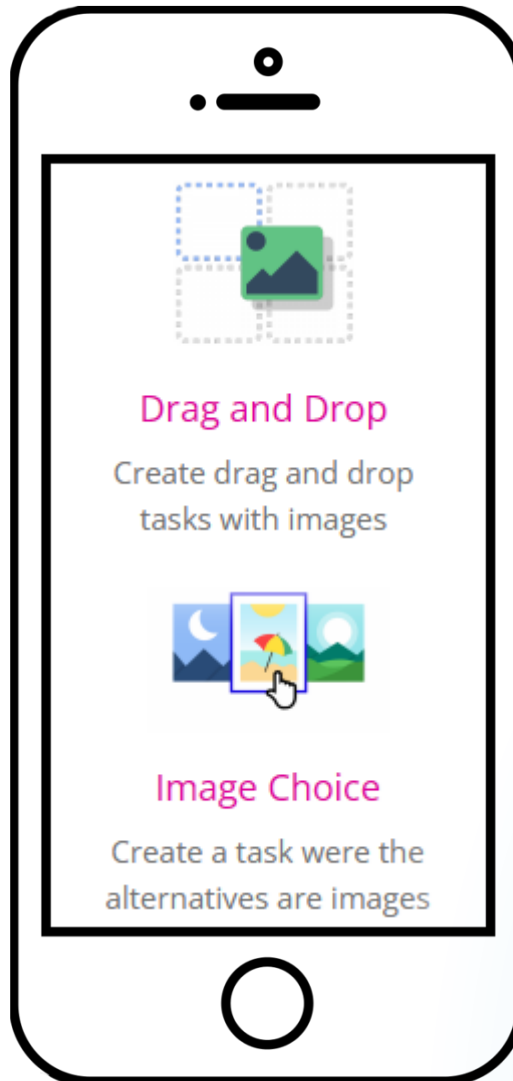 Drag and Drop
Create drag and drop
tasks with images
Image Choice
Create a task were the
alternatives are images